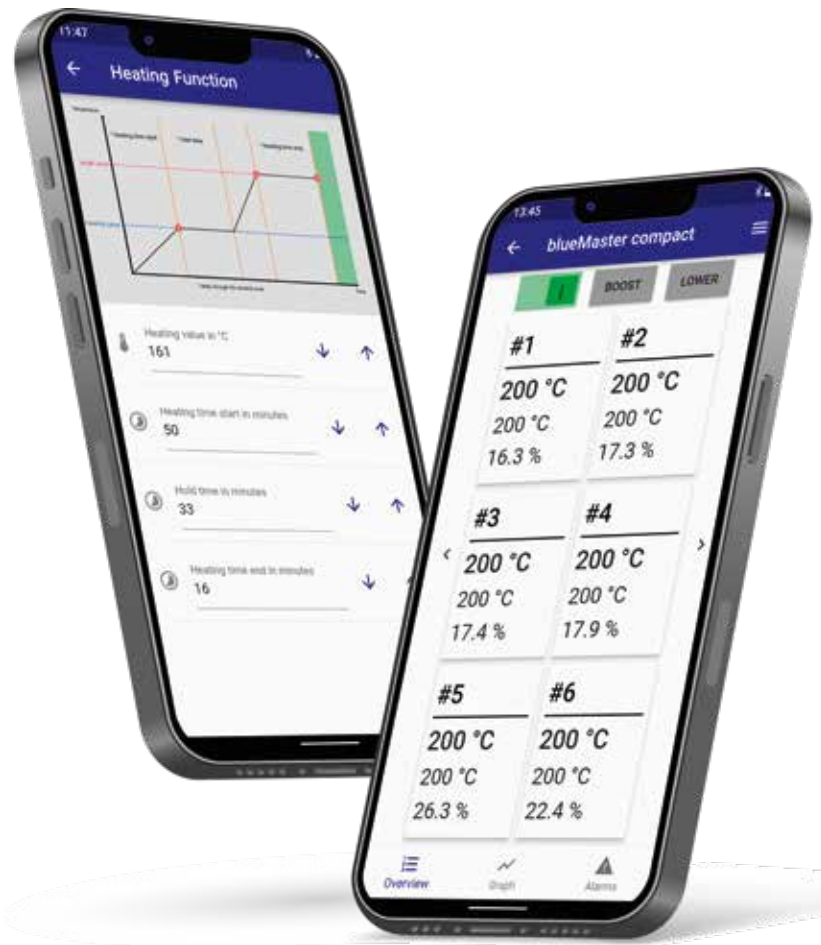 11:47
Heating Function
Heating value in °C
161
Heating time start in minutes
50
Hold time in minutes
33
Heating time end in minutes
16
13:45
blueMaster compact
BOOST
LOWER
#1
200 °C
200 °C
16.3 %
#2
200 °C
200 °C
17.3 %
#3
200 °C
200 °C
17.4 %
#4
200 °C
200 °C
17.9 %
#5
200 °C
200 °C
26.3 %
#6
200 °C
200 °C
22.4 %
Overview
Graph
Alarms